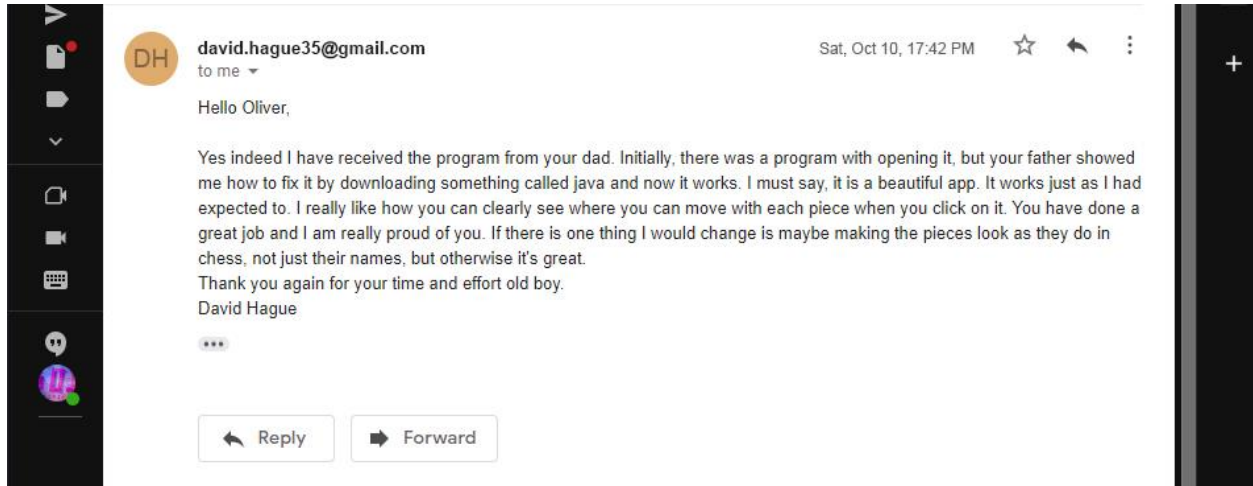 DH
david.hague35@gmail.com
Sat, Oct 10, 17:42 PM
to me
Hello Oliver,
Yes indeed I have received the program from your dad. Initially, there was a program with opening it, but your father showed
me how to fix it by downloading something called java and now it works. I must say, it is a beautiful app. It works just as I had
expected to. I really like how you can clearly see where you can move with each piece when you click on it. You have done a
great job and I am really proud of you. If there is one thing I would change is maybe making the pieces look as they do in
chess, not just their names, but otherwise it's great.
Thank you again for your time and effort old boy.
David Hague
Reply
Forward